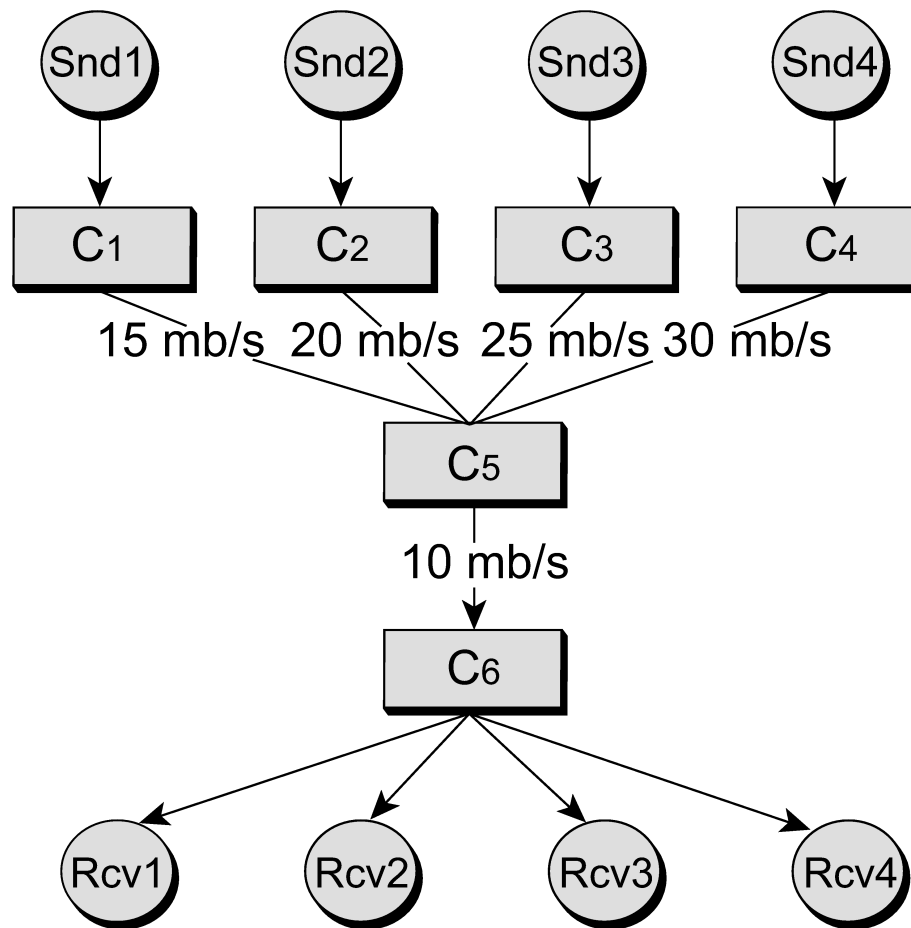 Snd1 Snd2 Snd3 Snd4
C1 C2 C3 C4
15 mb/s 20 mb/s 25 mb/s 30 mb/s
C5
10 mb/s
C6
Rcv1 Rcv2 Rcv3 Rcv4